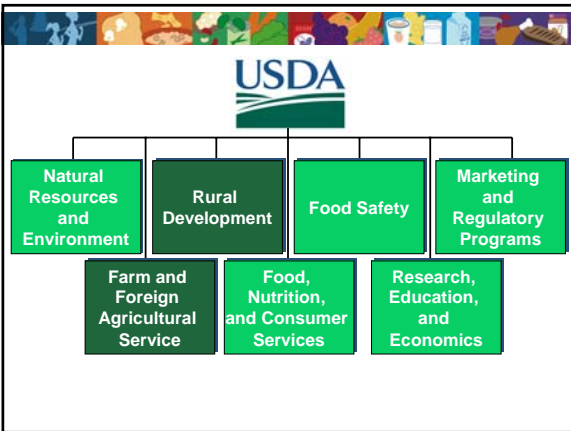 USDA
Natural
Resources
and
Environment
Rural
Development
Food Safety
Marketing
and
Regulatory
Programs
Farm and
Foreign
Agricultural
Service
Food,
Nutrition,
and Consumer
Services
Research,
Education,
and
Economics